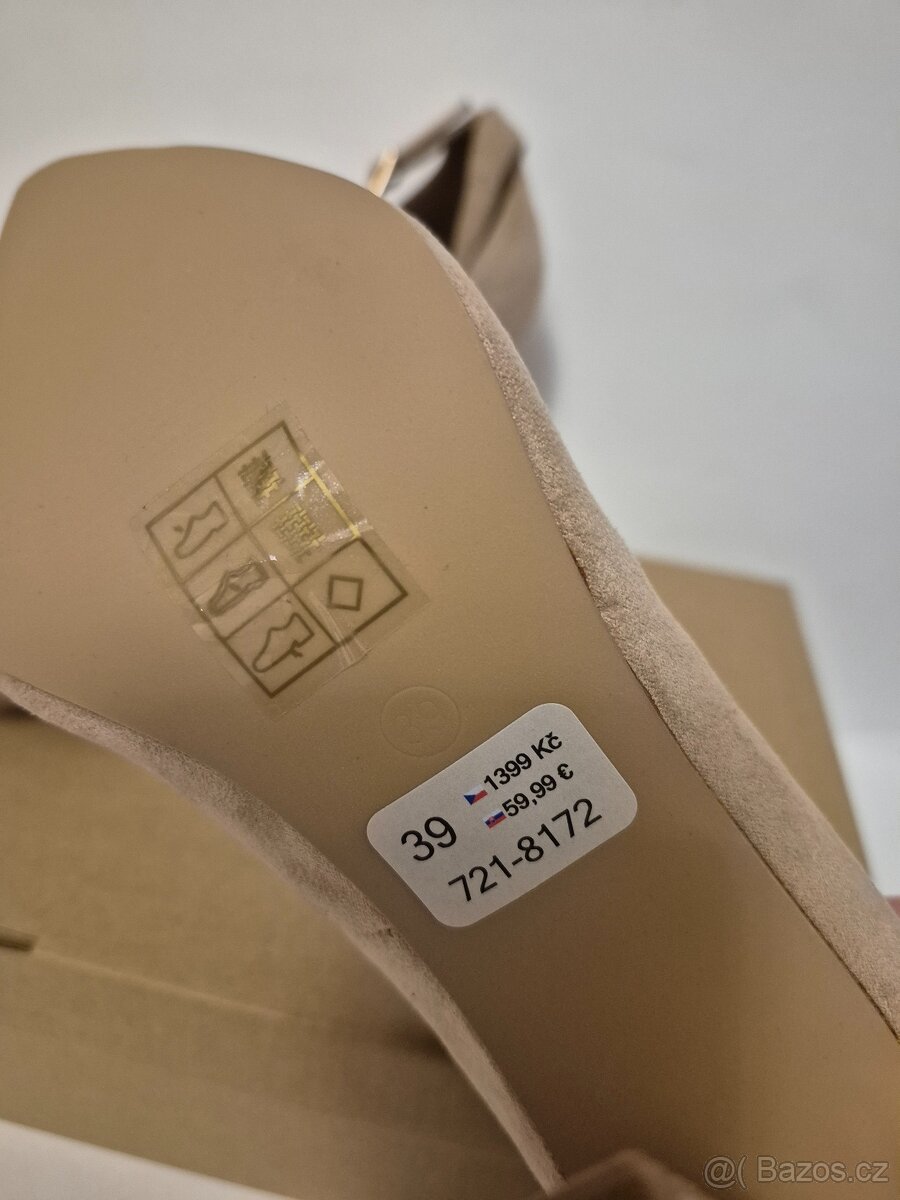 39
1399 Kč
59,99 €
721-8172
@( Bazos.cz